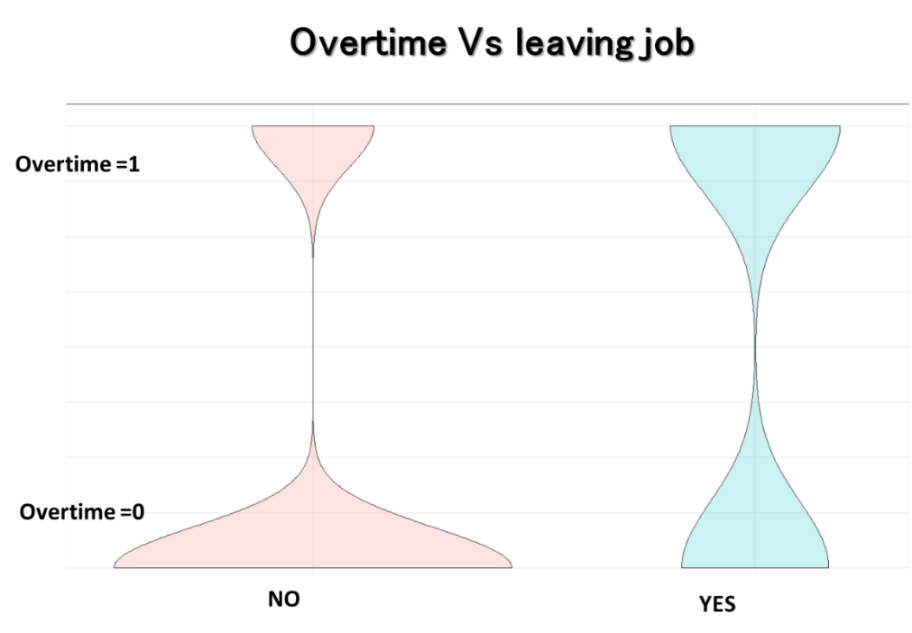 Overtime Vs leaving job
Overtime =1
Overtime =0
NO
YES